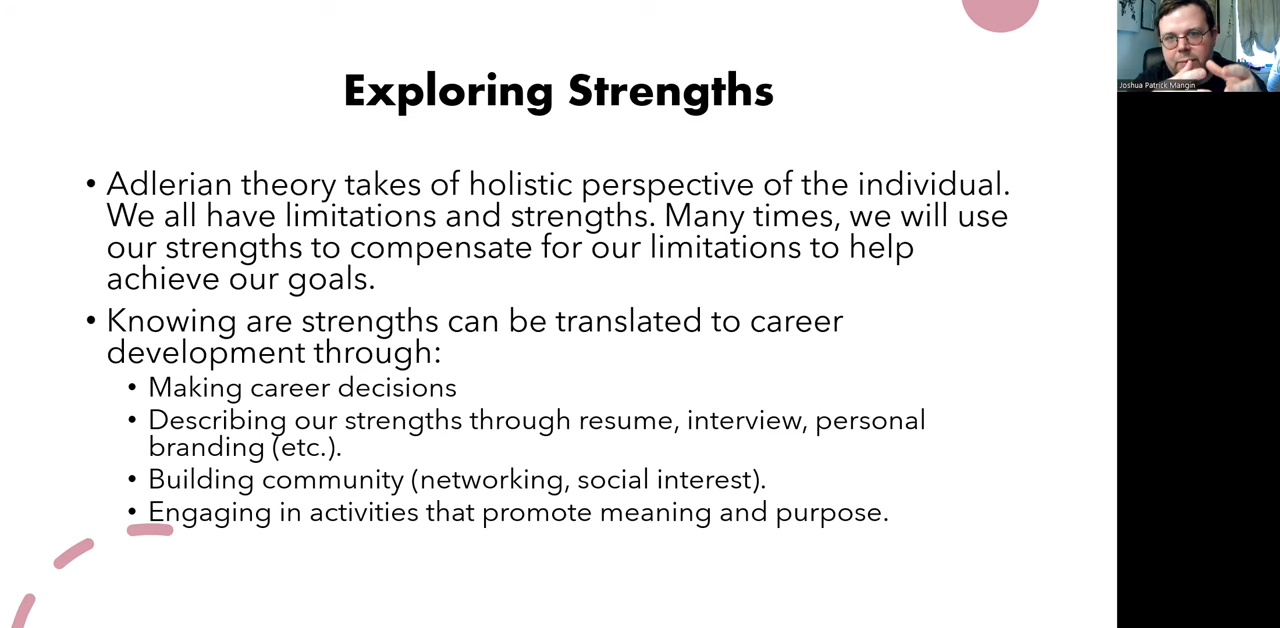 Exploring Strengths
• Adlerian theory takes of holistic perspective of the individual.
We all have limitations and strengths. Many times, we will use
our strengths to compensate for our limitations to help
achieve our goals.
• Knowing are strengths can be translated to career
development through:
• Making career decisions
• Describing our strengths through resume, interview, personal
branding (etc.).
• Building community (networking, social interest).
• Engaging in activities that promote meaning and purpose.
Joshua Patrick Mangin